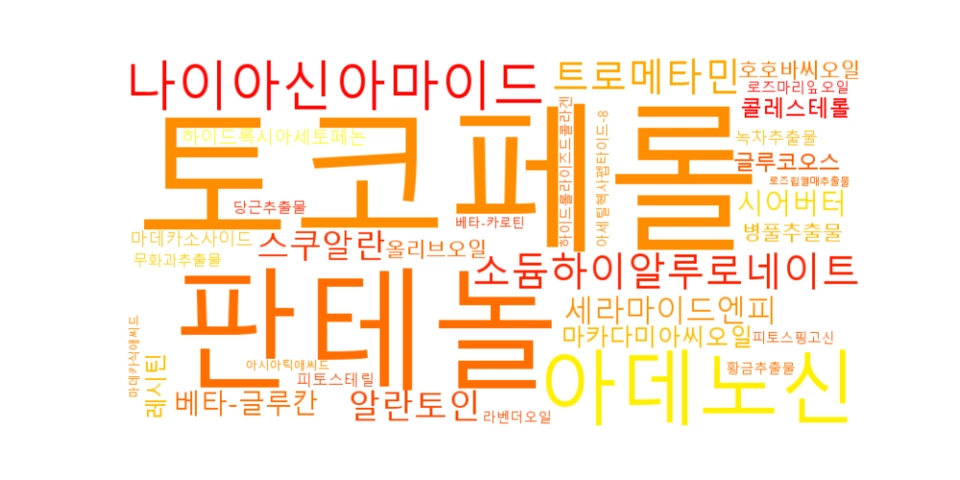 나이아신아마이드
트로메타민
호호바씨오일
로즈마리잎오일
콜레스테롤
토코페롤
하이드록시아세토페논
하이드롤라이즈드콜라겐
아세틸헥사펩타이드-8
녹차추출물
글루코오스
로즈힙열매추출물
당근추출물
베타-카로틴
시어버터
마데카소사이드
스쿠알란
올리브오일
병풀추출물
무화과추출물
소듐하이알루로네이트
판테놀
세라마이드엔피
마카다미아씨오일
피토스핑고신
마데카식애씨드
레시틴
아시아틱애씨드
피토스테릴
아데노신
황금추출물
베타-글루칸
알란토인
라벤더오일